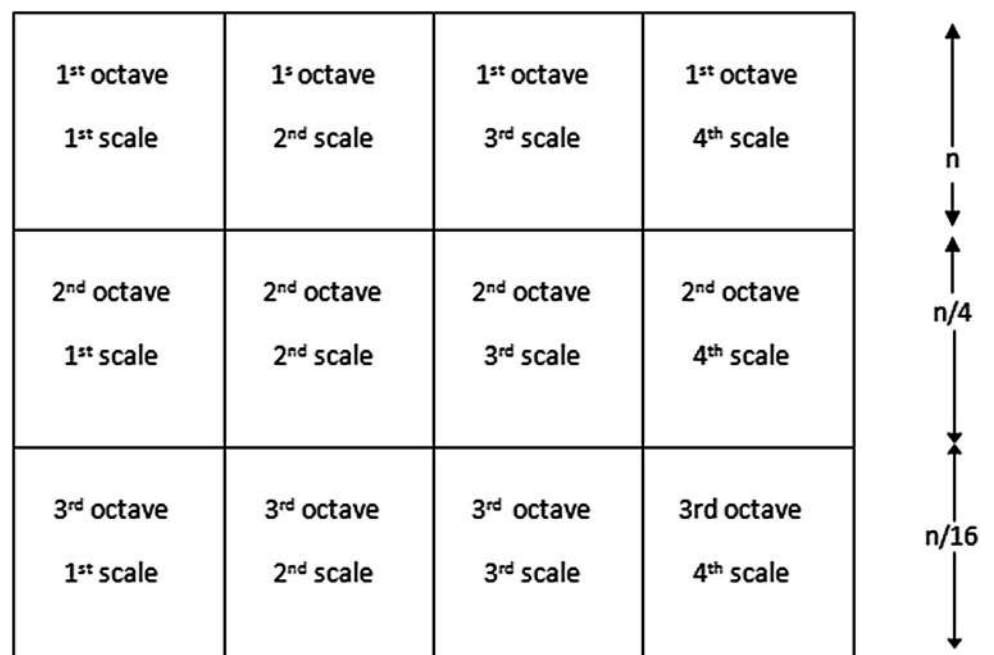 1st octave
1st scale
1s octave
2nd scale
1st octave
3rd scale
1st octave
4th scale
n
2nd octave
1st scale
2nd octave
2nd scale
2nd octave
3rd scale
2nd octave
4th scale
n/4
3rd octave
1st scale
3rd octave
2nd scale
3rd octave
3rd scale
3rd octave
4th scale
n/16